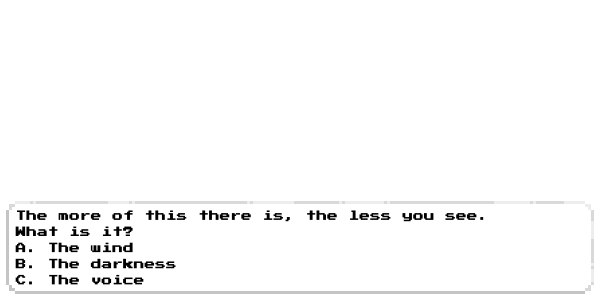 The more of this there is, the less you see.
What is it?
A. The wind
B. The darkness
C. The voice